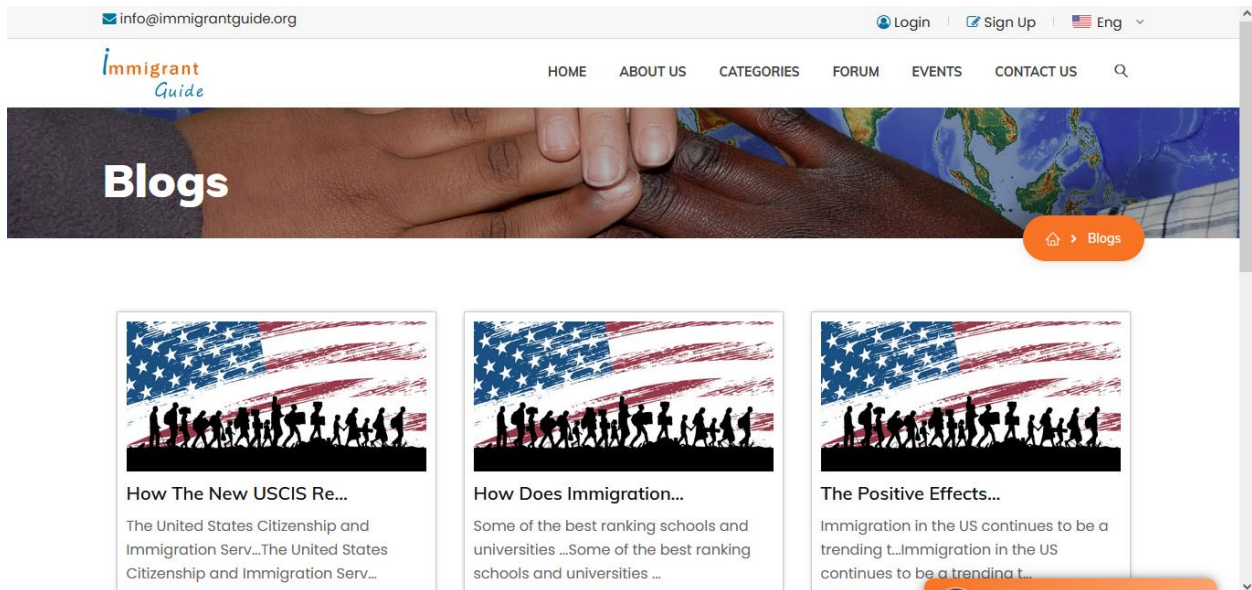 info@immigrantguide.org
Login
Sign Up
Eng
Immigrant
Guide
HOME
ABOUT US
CATEGORIES
FORUM
EVENTS
CONTACT US
Blogs
Blogs
How The New USCIS Re...
The United States Citizenship and
Immigration Serv...The United States
Citizenship and Immigration Serv...
How Does Immigration...
Some of the best ranking schools and
universities ...Some of the best ranking
schools and universities ...
The Positive Effects...
Immigration in the US continues to be a
trending t...Immigration in the US
continues to be a trending t...